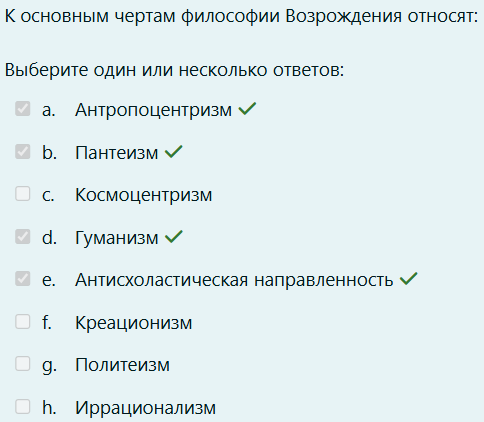 К основным чертам философии Возрождения относят:
Выберите один или несколько ответов:
a. Антропоцентризм
b. Пантеизм
c. Космоцентризм
d. Гуманизм
e. Антисхоластическая направленность
f. Креационизм
g. Политеизм
h. Иррационализм